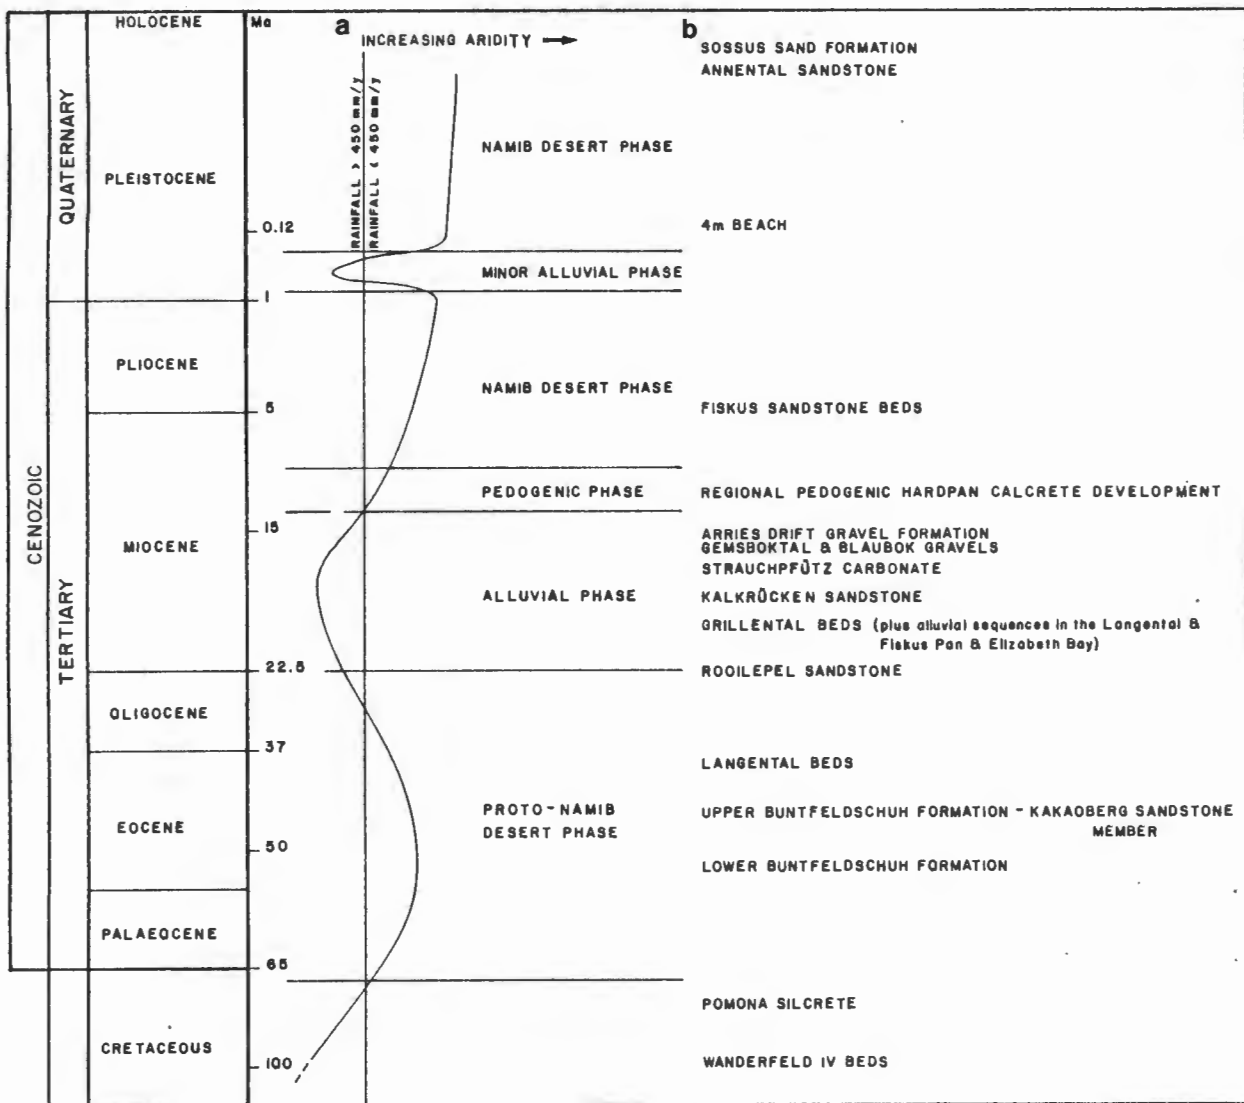 HOLOCENE
Ma
a
INCREASING ARIDITY
b
SOSSUS SAND FORMATION
ANNENTAL SANDSTONE
RAINFALL > 450 mm/y
RAINFALL < 450 mm/y
QUATERNARY
PLEISTOCENE
NAMIB DESERT PHASE
0.12
4m BEACH
MINOR ALLUVIAL PHASE
1
PLIOCENE
NAMIB DESERT PHASE
5
FISKUS SANDSTONE BEDS
CENOZOIC
TERTIARY
PEDOGENIC PHASE
REGIONAL PEDOGENIC HARDPAN CALCRETE DEVELOPMENT
15
MIOCENE
ARRIES DRIFT GRAVEL FORMATION
GEMSBOKTAL & BLAUBOK GRAVELS
STRAUCHPFÜTZ CARBONATE
ALLUVIAL PHASE
KALKRÜCKEN SANDSTONE
GRILLENTAL BEDS (plus alluvial sequences in the Langental &
Fiskus Pan & Elizabeth Bay)
22.5
ROOILEPEL SANDSTONE
OLIGOCENE
37
LANGENTAL BEDS
EOCENE
PROTO-NAMIB
DESERT PHASE
UPPER BUNTFELDSCHUH FORMATION - KAKAOBERG SANDSTONE
MEMBER
50
LOWER BUNTFELDSCHUH FORMATION
PALAEOCENE
65
POMONA SILCRETE
CRETACEOUS
100
WANDERFELD IV BEDS